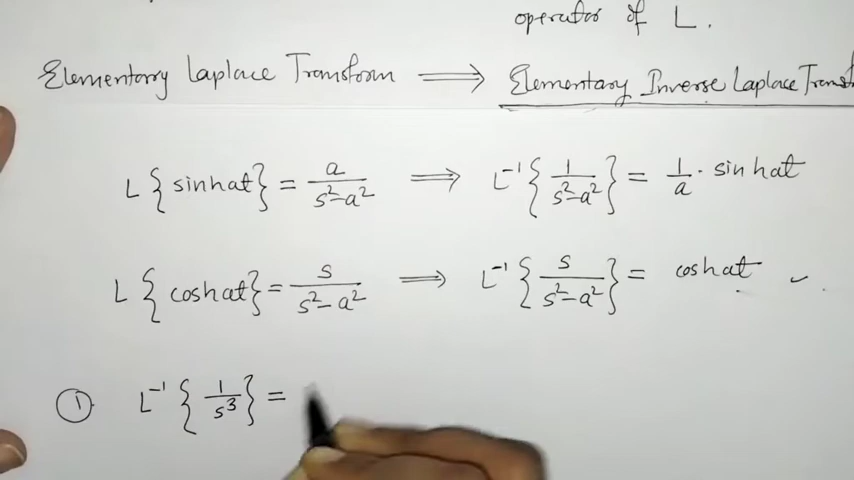 operator of L.
Elementary Laplace Transform ⟹ Elementary Inverse Laplace Transf
L { sinhat } = a/(s²-a²) ⟹ L⁻¹ { 1/(s²-a²) } = 1/a · sinhat
L { coshat } = s/(s²-a²) ⟹ L⁻¹ { s/(s²-a²) } = coshat ✓
① L⁻¹ { 1/s³ } =